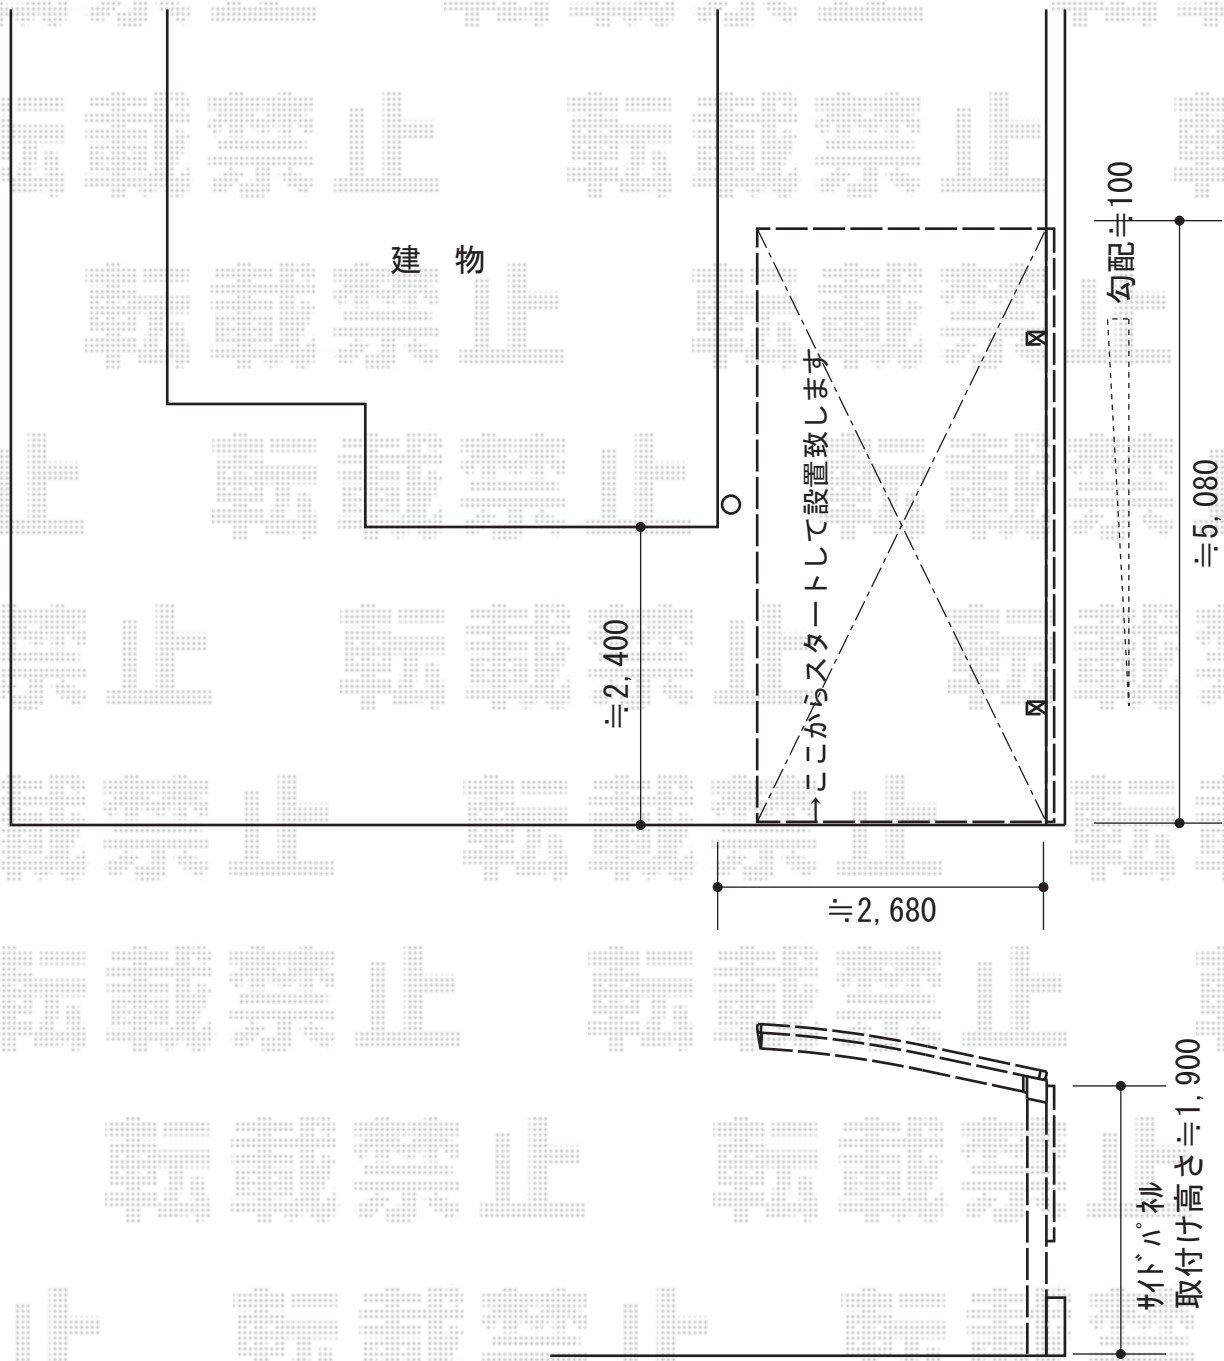 建 物
勾配≒100
←ここからスタートして設置致します
≒5,080
≒2,400
≒2,680
ｻｲﾄﾞﾊﾟﾈﾙ
取付け高さ≒1,900
転載禁止